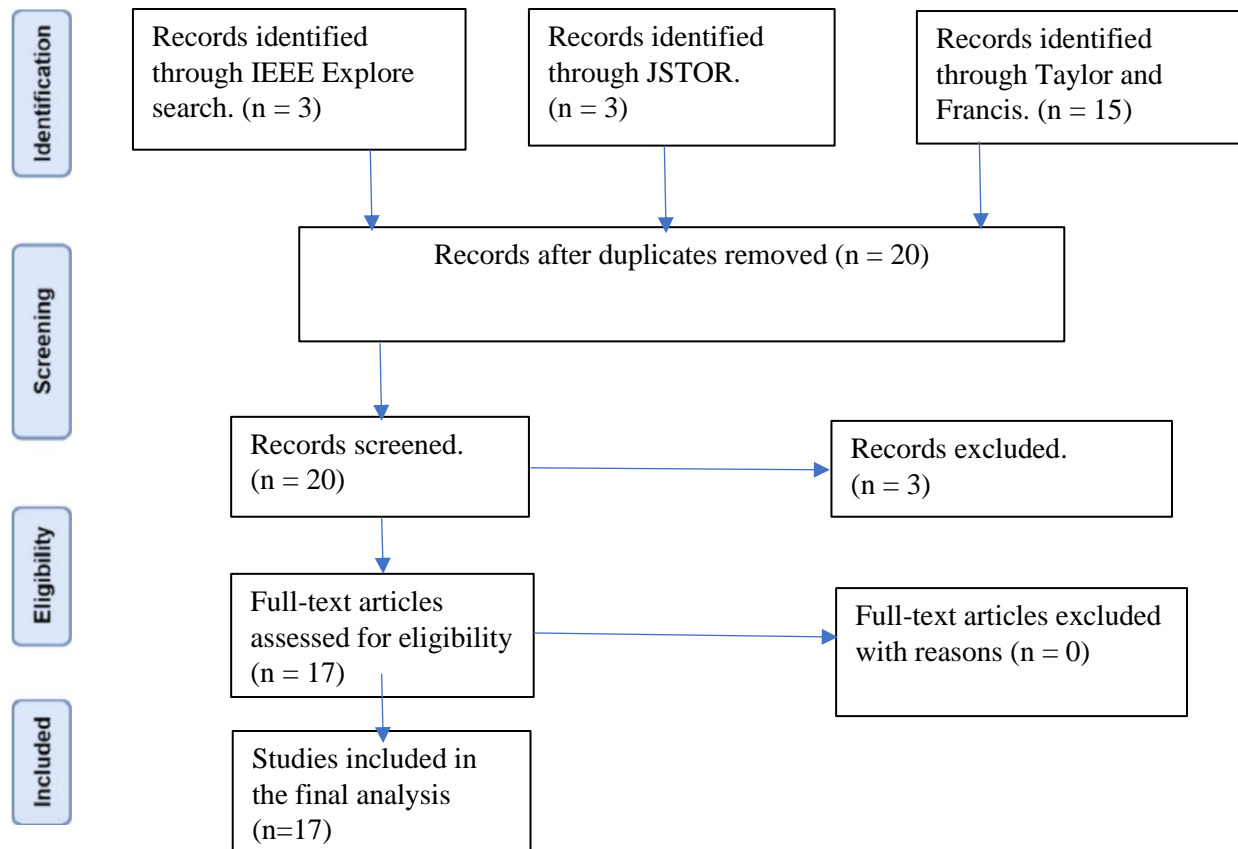 Identification
Records identified
through IEEE Explore
search. (n = 3)
Records identified
through JSTOR.
(n = 3)
Records identified
through Taylor and
Francis. (n = 15)
Screening
Records after duplicates removed (n = 20)
Records screened.
(n = 20)
Records excluded.
(n = 3)
Eligibility
Full-text articles
assessed for eligibility
(n = 17)
Full-text articles excluded
with reasons (n = 0)
Included
Studies included in
the final analysis
(n=17)